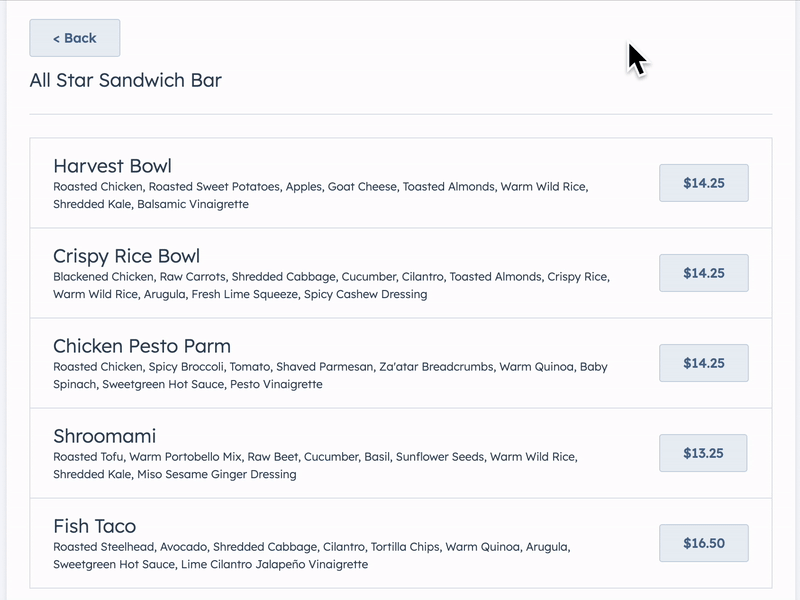 < Back
All Star Sandwich Bar
Harvest Bowl
Roasted Chicken, Roasted Sweet Potatoes, Apples, Goat Cheese, Toasted Almonds, Warm Wild Rice,
Shredded Kale, Balsamic Vinaigrette
$14.25
Crispy Rice Bowl
Blackened Chicken, Raw Carrots, Shredded Cabbage, Cucumber, Cilantro, Toasted Almonds, Crispy Rice,
Warm Wild Rice, Arugula, Fresh Lime Squeeze, Spicy Cashew Dressing
$14.25
Chicken Pesto Parm
Roasted Chicken, Spicy Broccoli, Tomato, Shaved Parmesan, Za'atar Breadcrumbs, Warm Quinoa, Baby
Spinach, Sweetgreen Hot Sauce, Pesto Vinaigrette
$14.25
Shroomami
Roasted Tofu, Warm Portobello Mix, Raw Beet, Cucumber, Basil, Sunflower Seeds, Warm Wild Rice,
Shredded Kale, Miso Sesame Ginger Dressing
$13.25
Fish Taco
Roasted Steelhead, Avocado, Shredded Cabbage, Cilantro, Tortilla Chips, Warm Quinoa, Arugula,
Sweetgreen Hot Sauce, Lime Cilantro Jalapeño Vinaigrette
$16.50